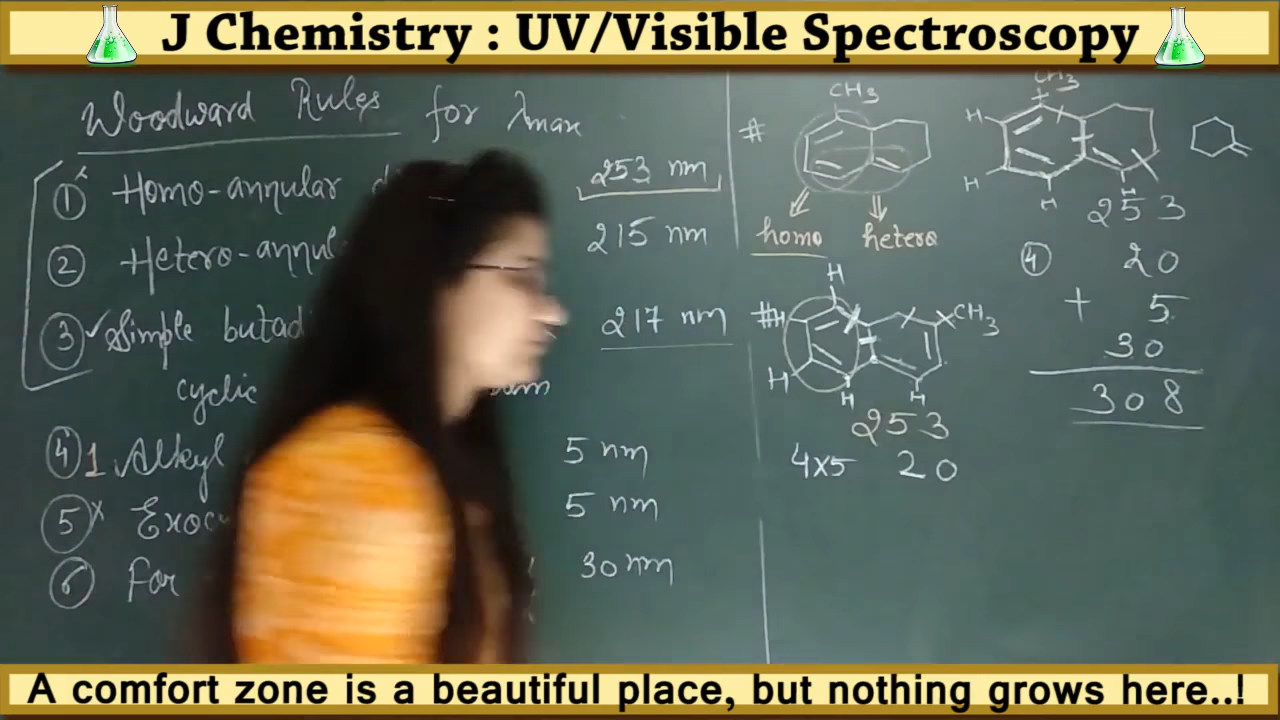 J Chemistry : UV/Visible Spectroscopy
Woodward Rules for λmax
① Homo-annular 253 nm
② Hetero- 215 nm
③ ✓ Simple 217 nm
cyclic
④ 1 Alkyl 5 nm
⑤ x 5 nm
⑥ For 30 nm
# CH3
homo hetero
CH3
H
H
H H
253
④ 20
+ 5
30
308
# H
H CH3
H
H H
253
4x5 20
A comfort zone is a beautiful place, but nothing grows here..!